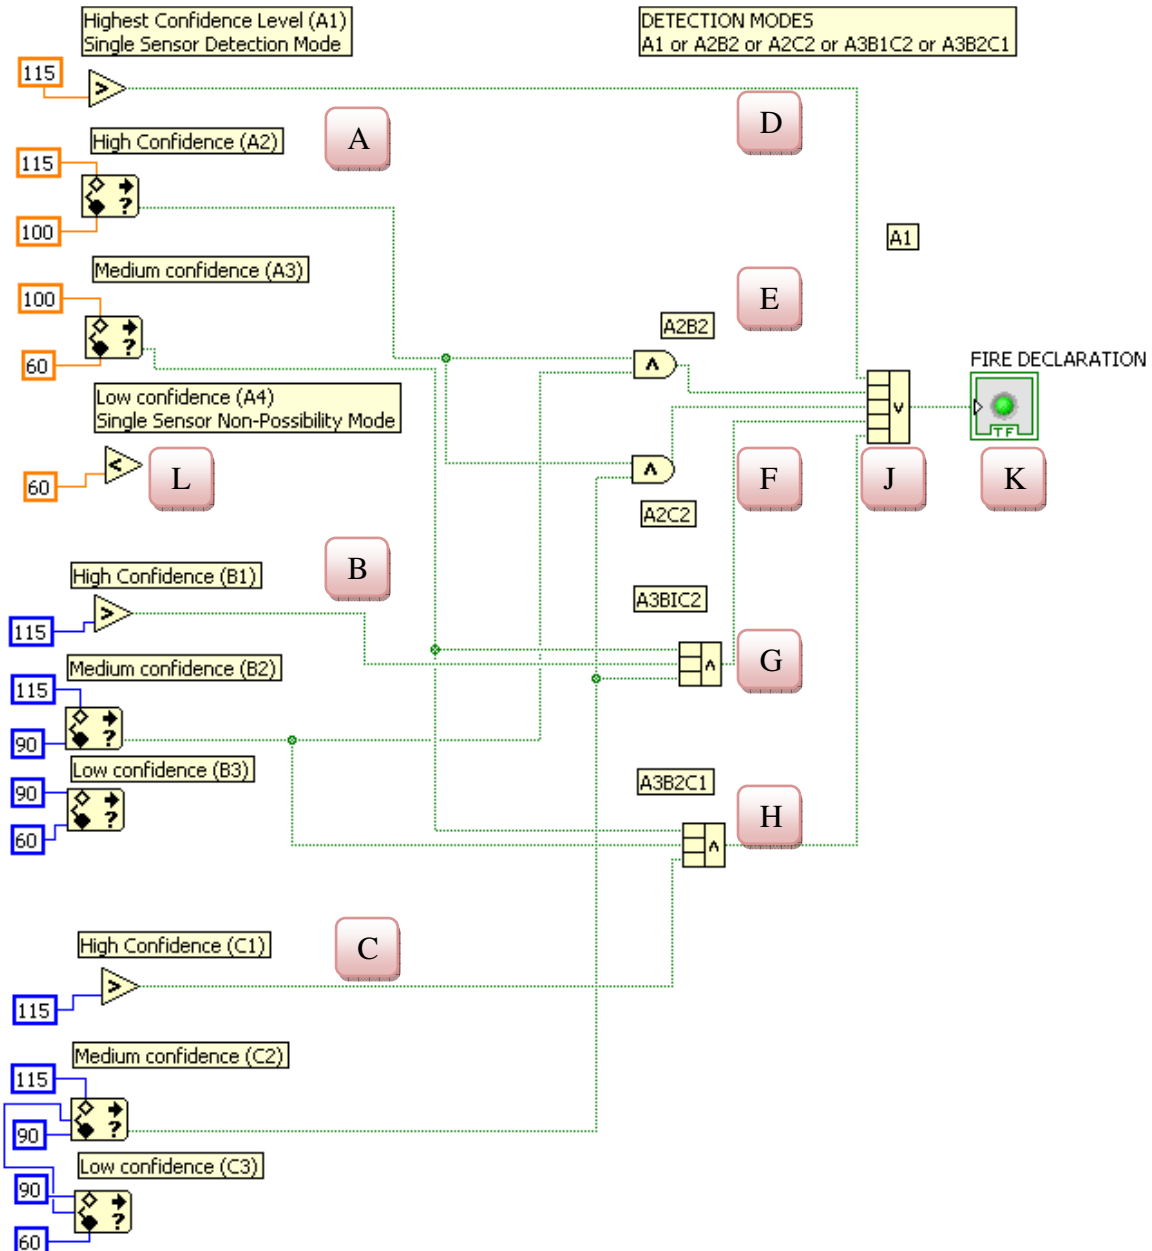 Highest Confidence Level (A1)
Single Sensor Detection Mode
DETECTION MODES
A1 or A2B2 or A2C2 or A3B1C2 or A3B2C1
115
>
A
D
High Confidence (A2)
115
?
100
A1
Medium confidence (A3)
100
?
60
E
A2B2
∧
FIRE DECLARATION
∨
TF
Low confidence (A4)
Single Sensor Non-Possibility Mode
<
60
L
∧
F
J
K
A2C2
High Confidence (B1)
>
115
B
A3BIC2
∧
G
Medium confidence (B2)
115
?
90
Low confidence (B3)
90
?
60
A3B2C1
∧
H
High Confidence (C1)
>
115
C
Medium confidence (C2)
115
?
90
Low confidence (C3)
90
?
60